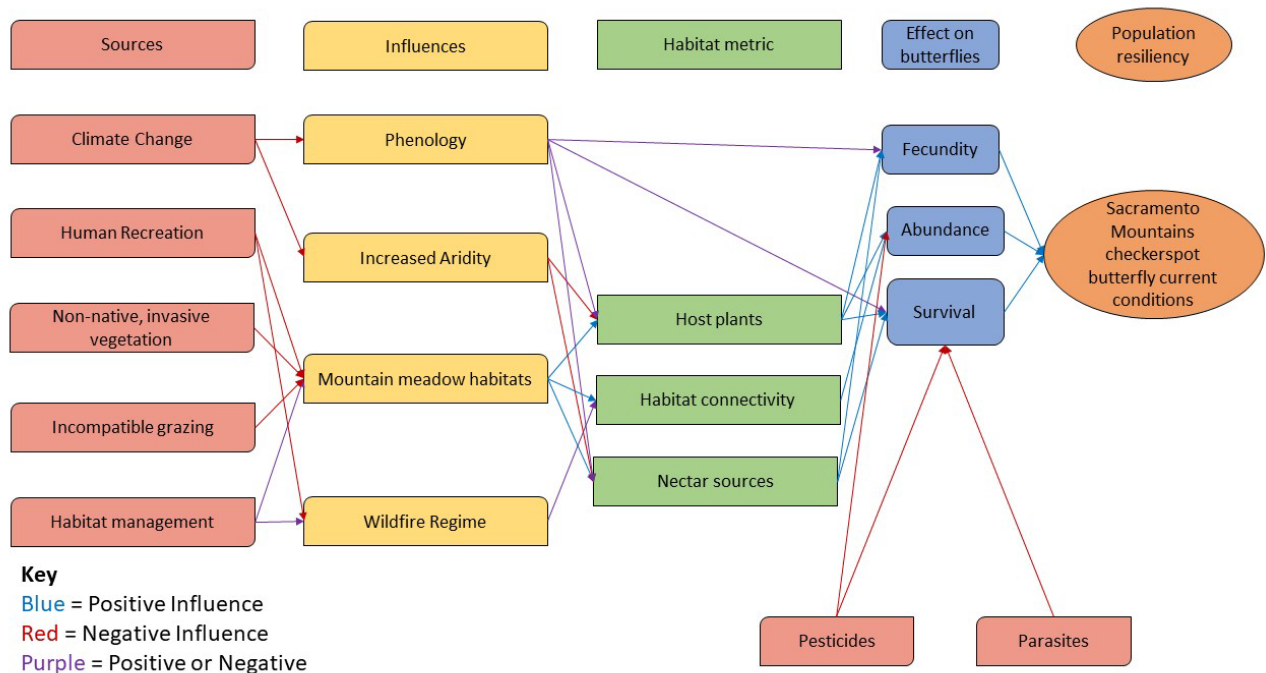 Sources
Influences
Habitat metric
Effect on
butterflies
Population
resiliency
Climate Change
Phenology
Fecundity
Human Recreation
Increased Aridity
Abundance
Sacramento
Mountains
checkerspot
butterfly current
conditions
Non-native, invasive
vegetation
Host plants
Survival
Mountain meadow habitats
Habitat connectivity
Incompatible grazing
Nectar sources
Habitat management
Wildfire Regime
Key
Blue = Positive Influence
Red = Negative Influence
Purple = Positive or Negative
Pesticides
Parasites